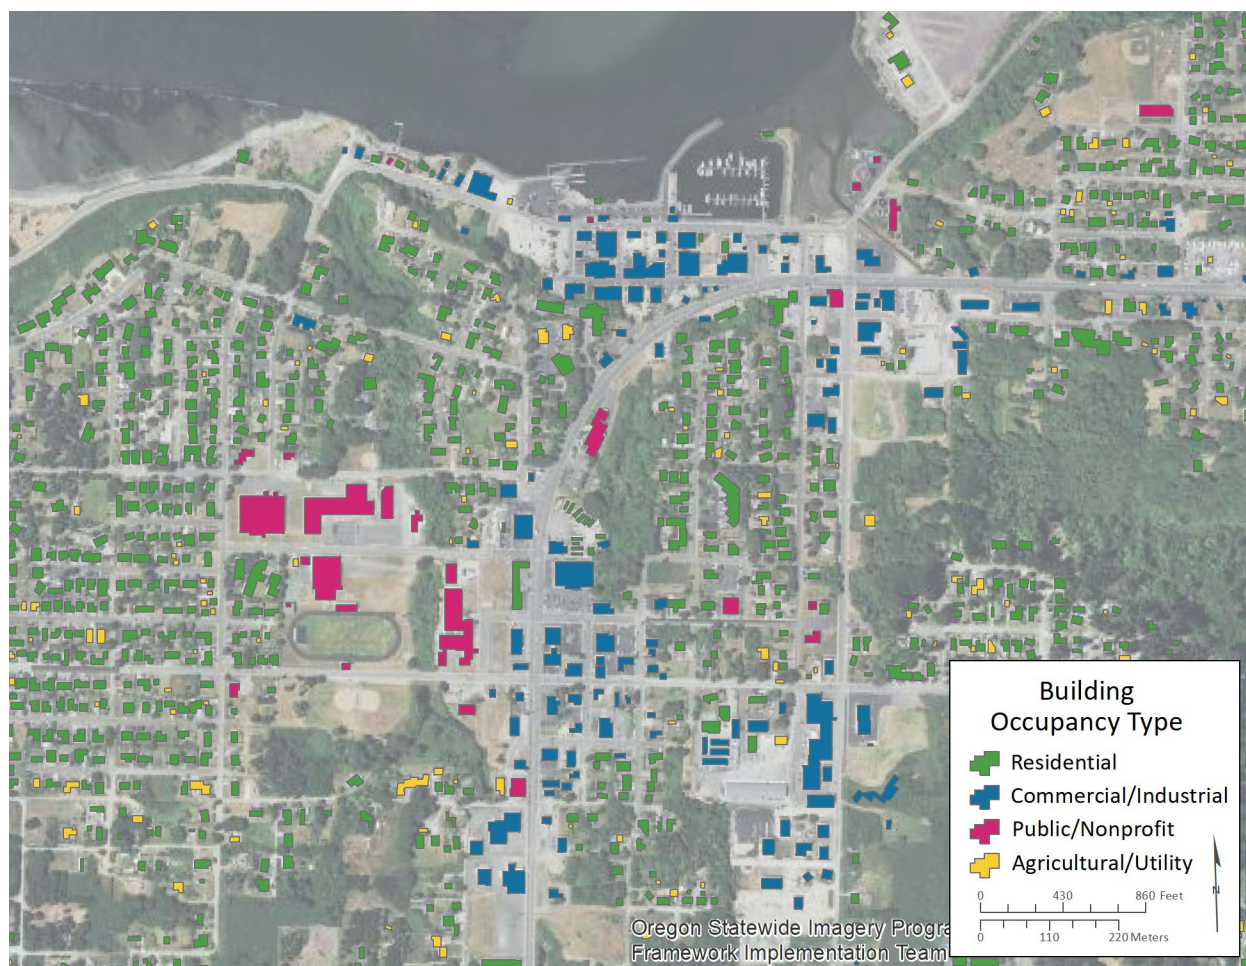 Building
Occupancy Type
Residential
Commercial/Industrial
Public/Nonprofit
Agricultural/Utility
0 430 860 Feet
N
0 110 220 Meters
Oregon Statewide Imagery Progra
Framework Implementation Team